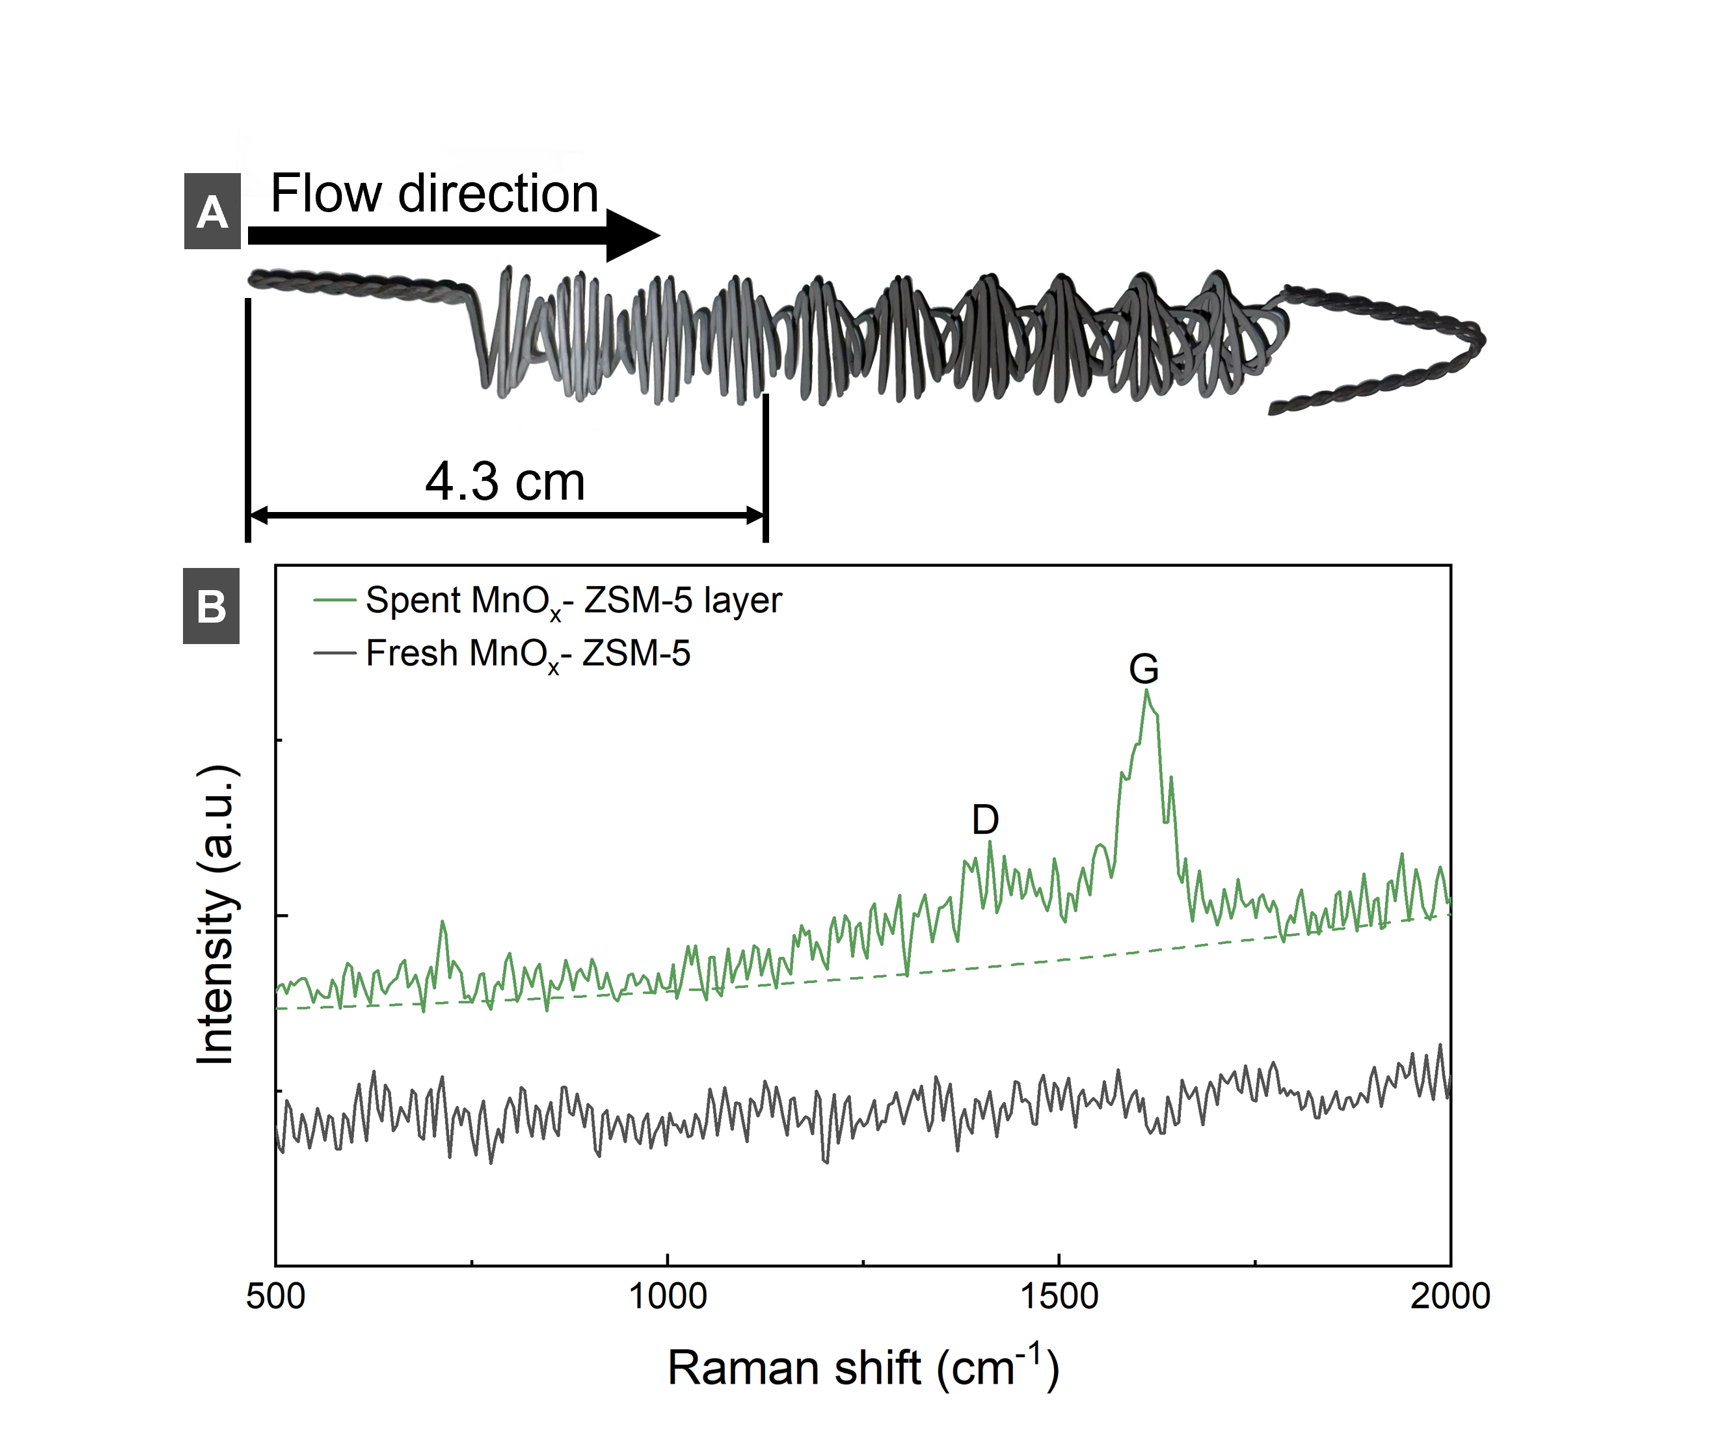 A
Flow direction
4.3 cm
B
Spent MnOx- ZSM-5 layer
Fresh MnOx- ZSM-5
G
D
Intensity (a.u.)
500 1000 1500 2000
Raman shift (cm-1)